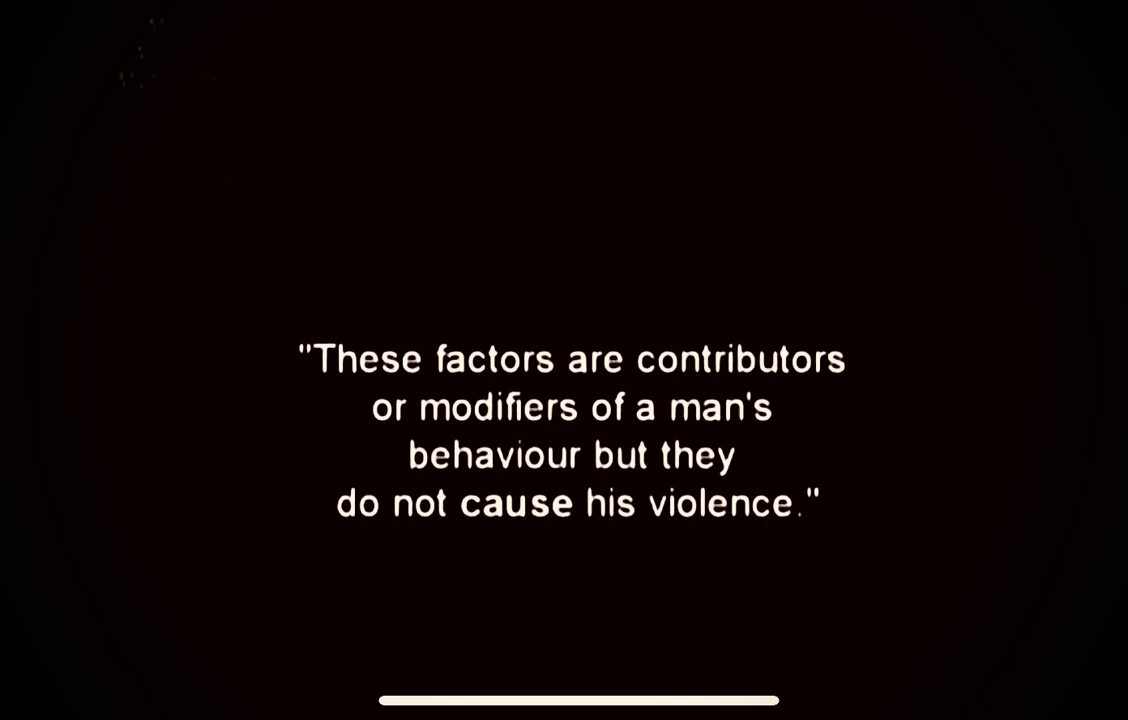 "These factors are contributors
or modifiers of a man's
behaviour but they
do not cause his violence."